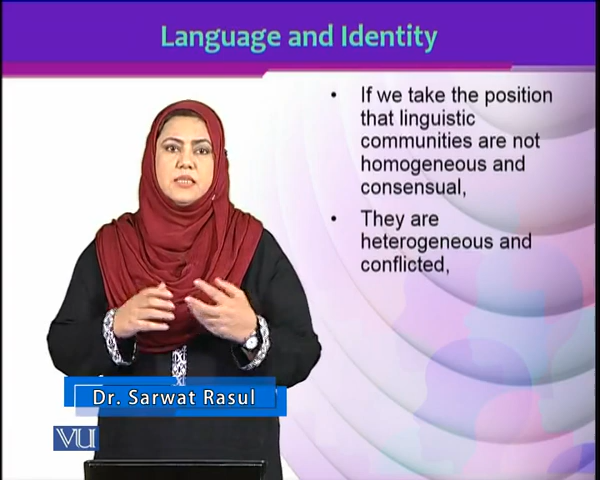 Language and Identity
• If we take the position
that linguistic
communities are not
homogeneous and
consensual,
• They are
heterogeneous and
conflicted,
Dr. Sarwat Rasul
VU